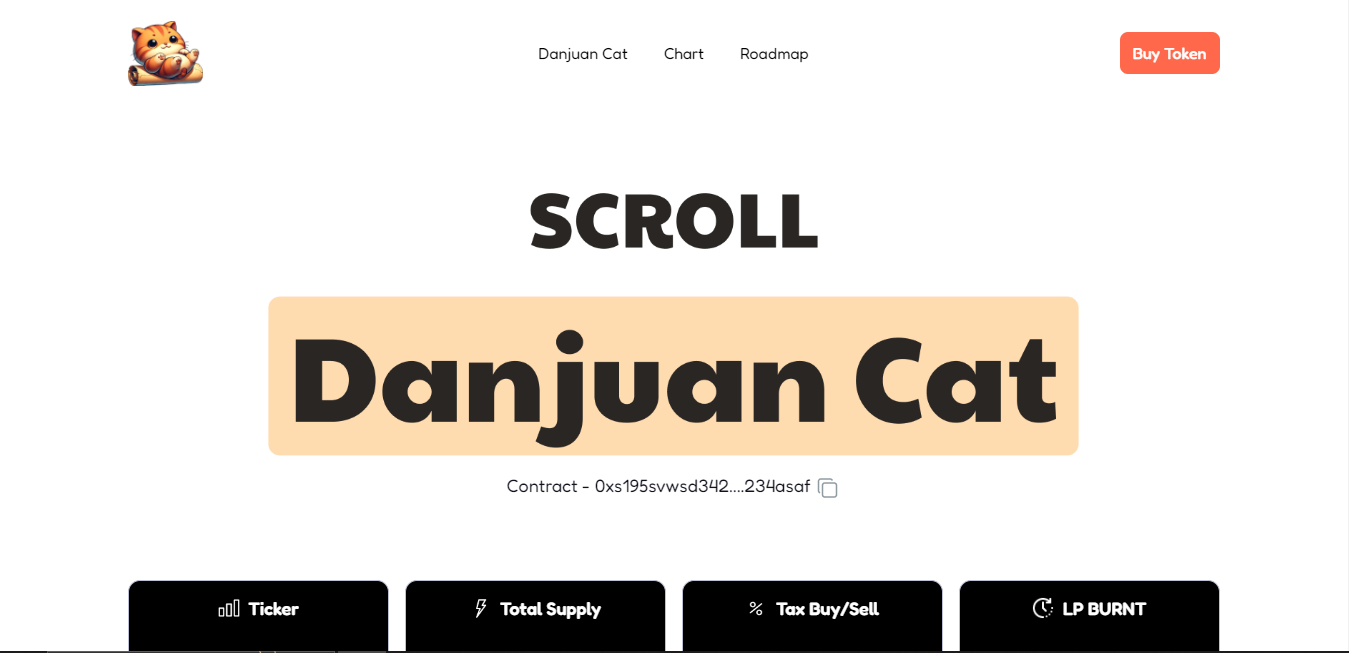 Danjuan Cat Chart Roadmap Buy Token
SCROLL
Danjuan Cat
Contract - 0xs195svwsd342....234asaf
Ticker Total Supply Tax Buy/Sell LP BURNT